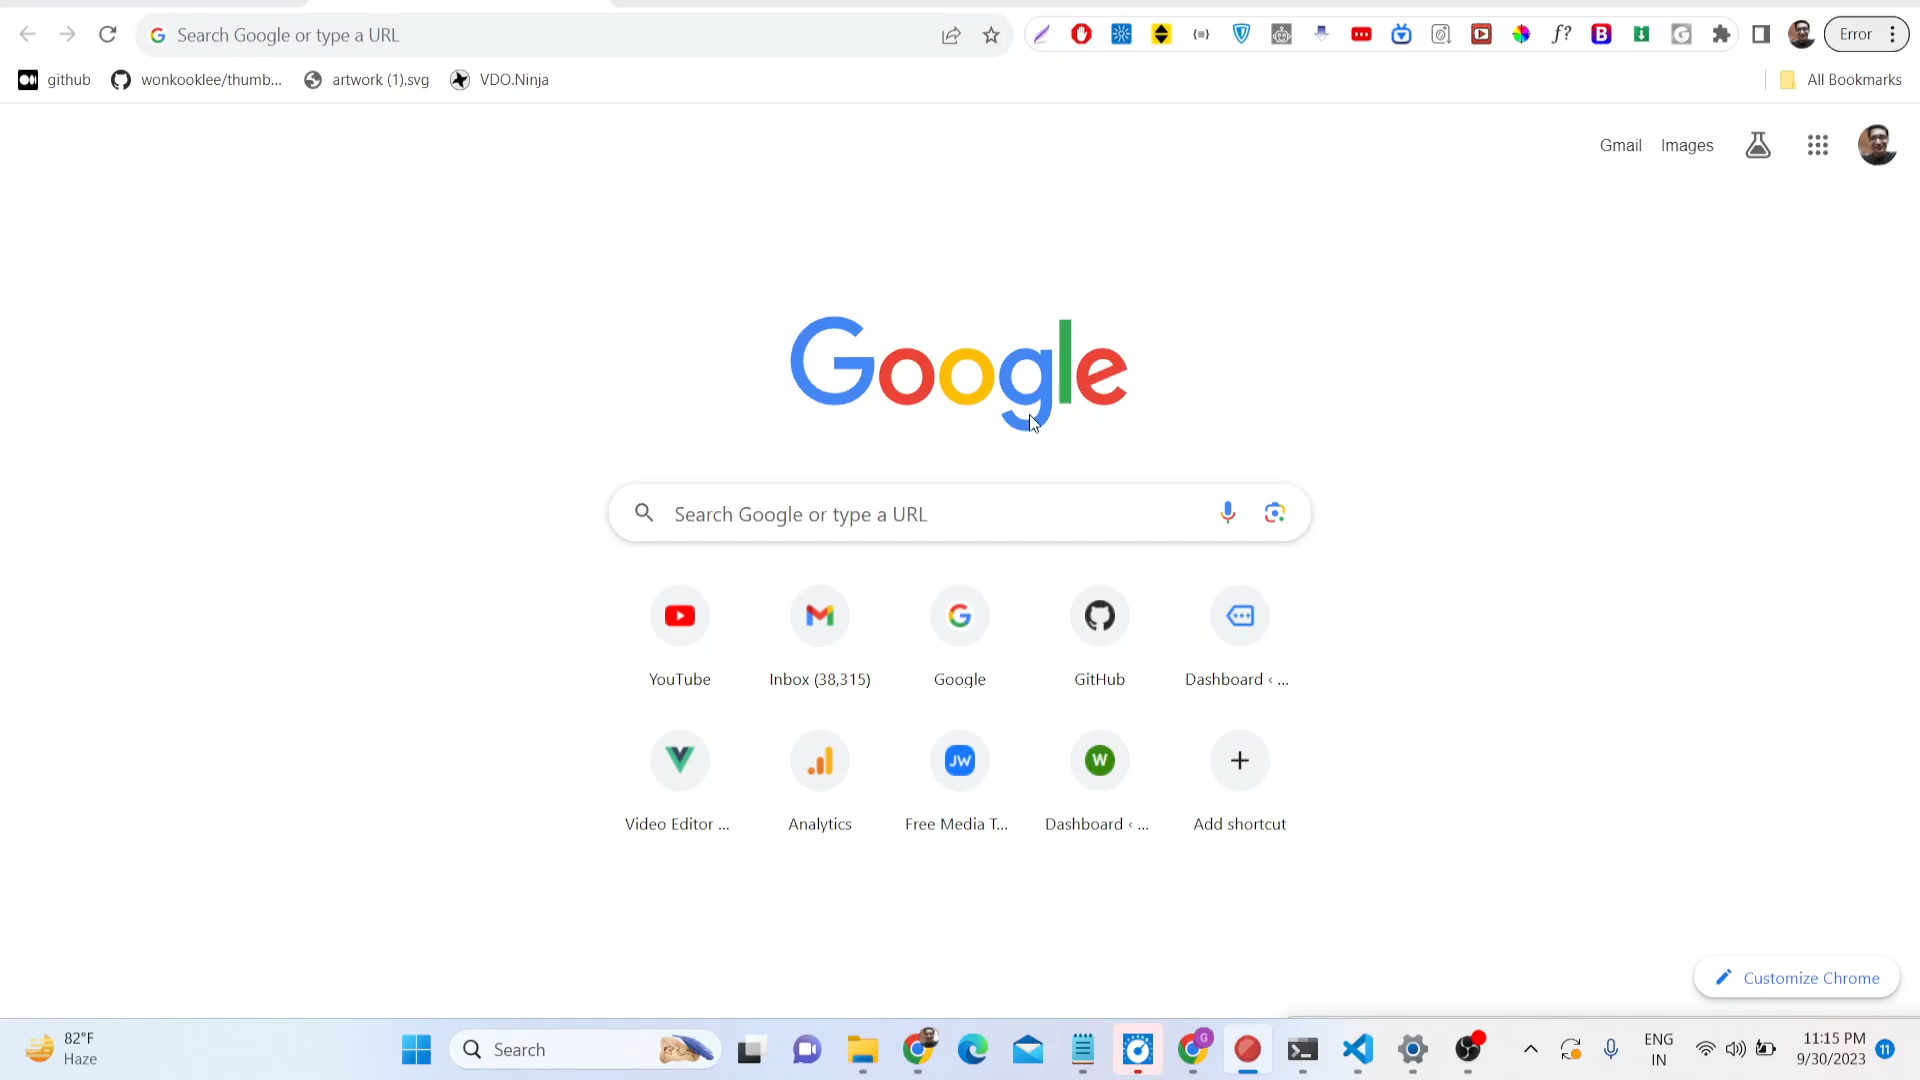 Search Google or type a URL
Error
github
wonkooklee/thumb...
artwork (1).svg
VDO.Ninja
All Bookmarks
Gmail
Images
Google
Search Google or type a URL
YouTube
Inbox (38,315)
Google
GitHub
Dashboard ‹ ...
Video Editor ...
Analytics
Free Media T...
Dashboard ‹ ...
Add shortcut
Customize Chrome
82°F
Haze
Search
ENG
IN
11:15 PM
9/30/2023
11